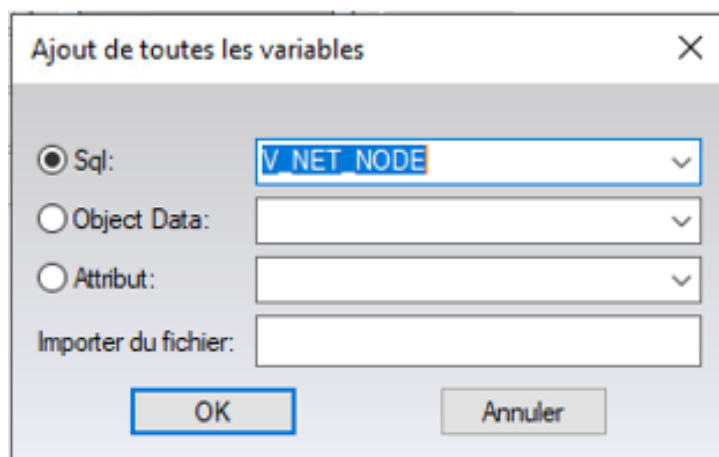 Ajout de toutes les variables
Sql: V_NET_NODE
Object Data:
Attribut:
Importer du fichier:
OK Annuler